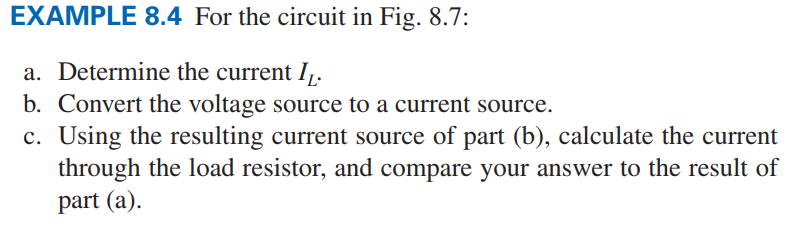 EXAMPLE 8.4 For the circuit in Fig. 8.7:
a. Determine the current I_L.
b. Convert the voltage source to a current source.
c. Using the resulting current source of part (b), calculate the current
through the load resistor, and compare your answer to the result of
part (a).